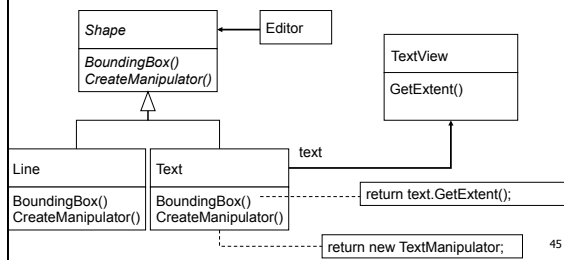 Shape
Editor
BoundingBox()
CreateManipulator()
TextView
GetExtent()
text
Line
BoundingBox()
CreateManipulator()
Text
BoundingBox()
CreateManipulator()
return text.GetExtent();
return new TextManipulator;
45